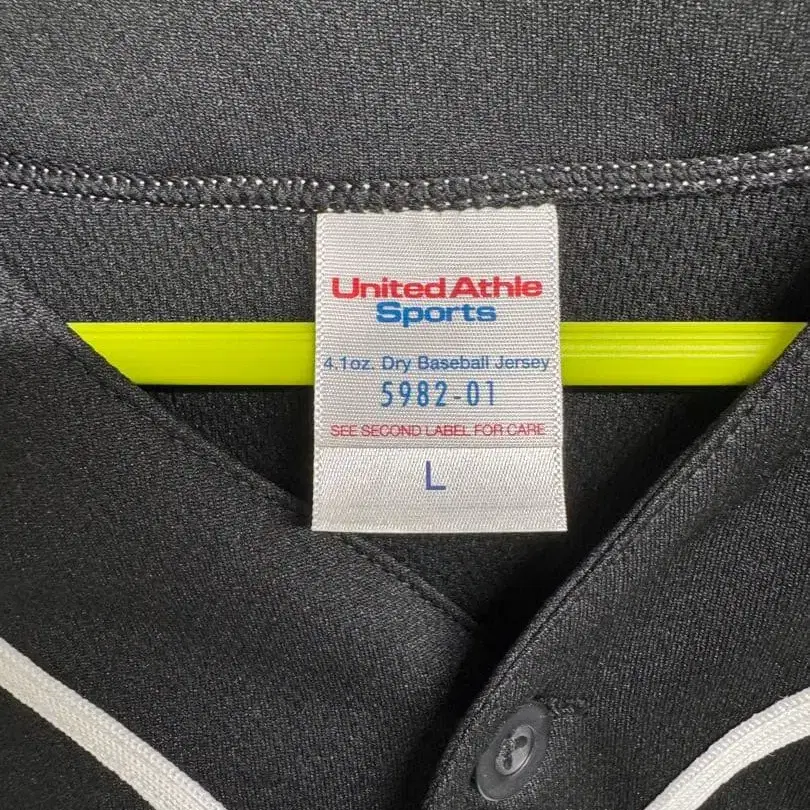 United Athle
Sports
4.1oz. Dry Baseball Jersey
5982-01
SEE SECOND LABEL FOR CARE
L